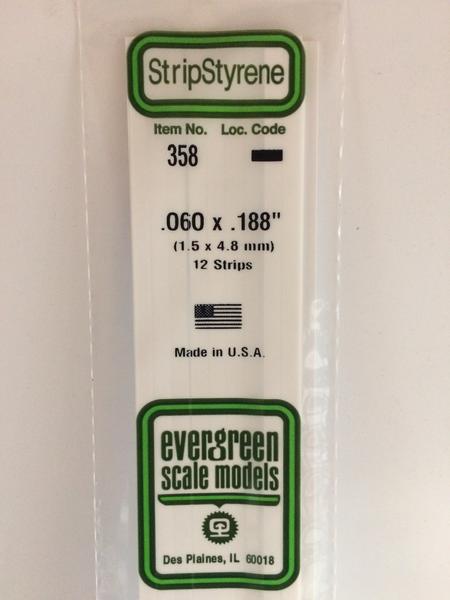 StripStyrene
Item No. Loc. Code
358
.060 x .188"
(1.5 x 4.8 mm)
12 Strips
Made in U.S.A.
evergreen
scale models
Des Plaines, IL 60018